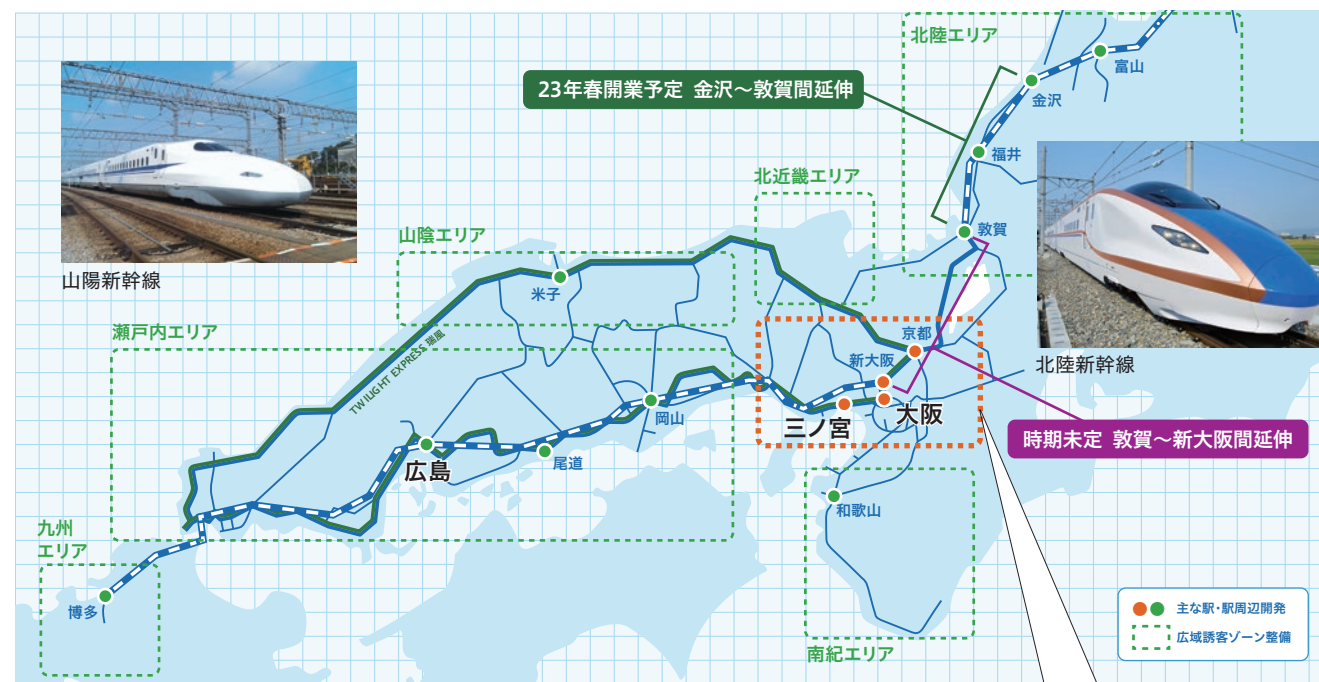 北陸エリア
富山
金沢
23年春開業予定 金沢〜敦賀間延伸
福井
北近畿エリア
敦賀
山陰エリア
米子
山陽新幹線
瀬戸内エリア
TWILIGHT EXPRESS 瑞風
京都
新大阪
北陸新幹線
岡山
三ノ宮
大阪
時期未定 敦賀〜新大阪間延伸
広島
尾道
和歌山
九州
エリア
博多
主な駅・駅周辺開発
広域誘客ゾーン整備
南紀エリア